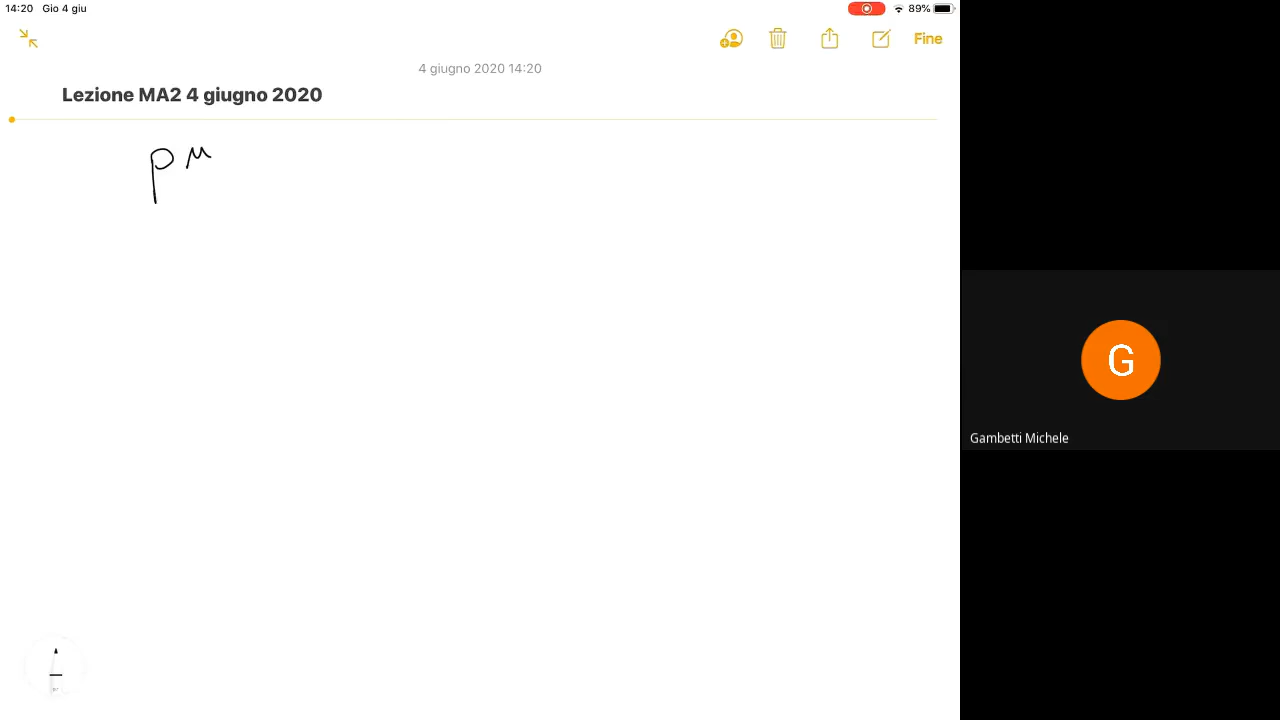 14:20 Gio 4 giu 89%
Fine
4 giugno 2020 14:20
Lezione MA2 4 giugno 2020
p^μ
G
Gambetti Michele